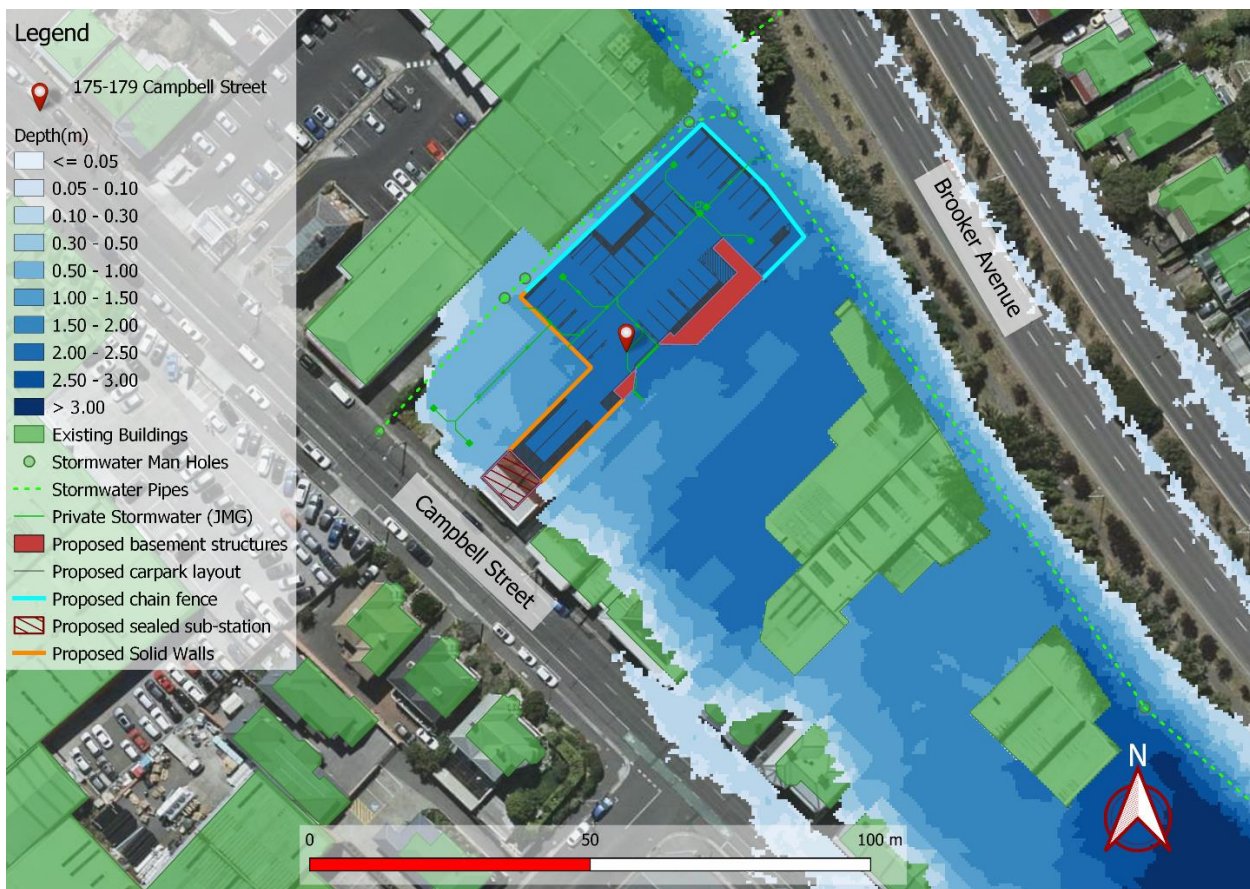 Legend
175-179 Campbell Street
Depth(m)
<= 0.05
0.05 - 0.10
0.10 - 0.30
0.30 - 0.50
0.50 - 1.00
1.00 - 1.50
1.50 - 2.00
2.00 - 2.50
2.50 - 3.00
> 3.00
Existing Buildings
Stormwater Man Holes
Stormwater Pipes
Private Stormwater (JMG)
Proposed basement structures
Proposed carpark layout
Proposed chain fence
Proposed sealed sub-station
Proposed Solid Walls
Brooker Avenue
Campbell Street
N
0
50
100 m